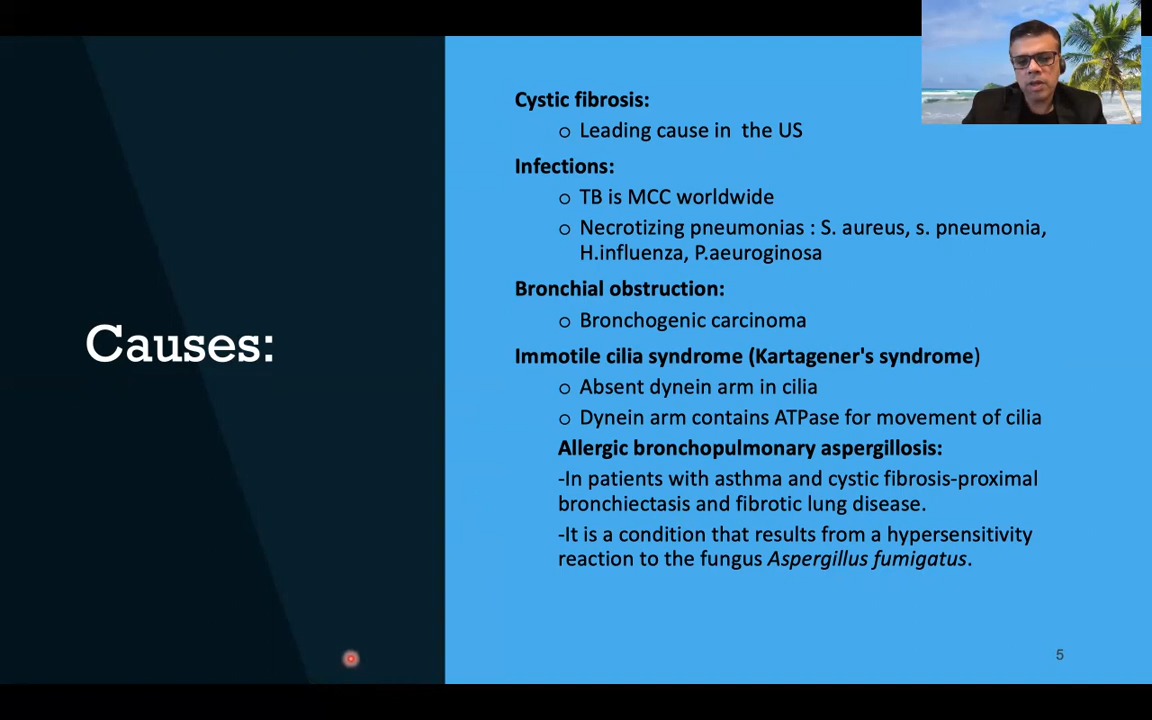 Causes:
Cystic fibrosis:
o Leading cause in the US
Infections:
o TB is MCC worldwide
o Necrotizing pneumonias : S. aureus, s. pneumonia,
H.influenza, P.aeuroginosa
Bronchial obstruction:
o Bronchogenic carcinoma
Immotile cilia syndrome (Kartagener's syndrome)
o Absent dynein arm in cilia
o Dynein arm contains ATPase for movement of cilia
Allergic bronchopulmonary aspergillosis:
-In patients with asthma and cystic fibrosis-proximal
bronchiectasis and fibrotic lung disease.
-It is a condition that results from a hypersensitivity
reaction to the fungus Aspergillus fumigatus.
5